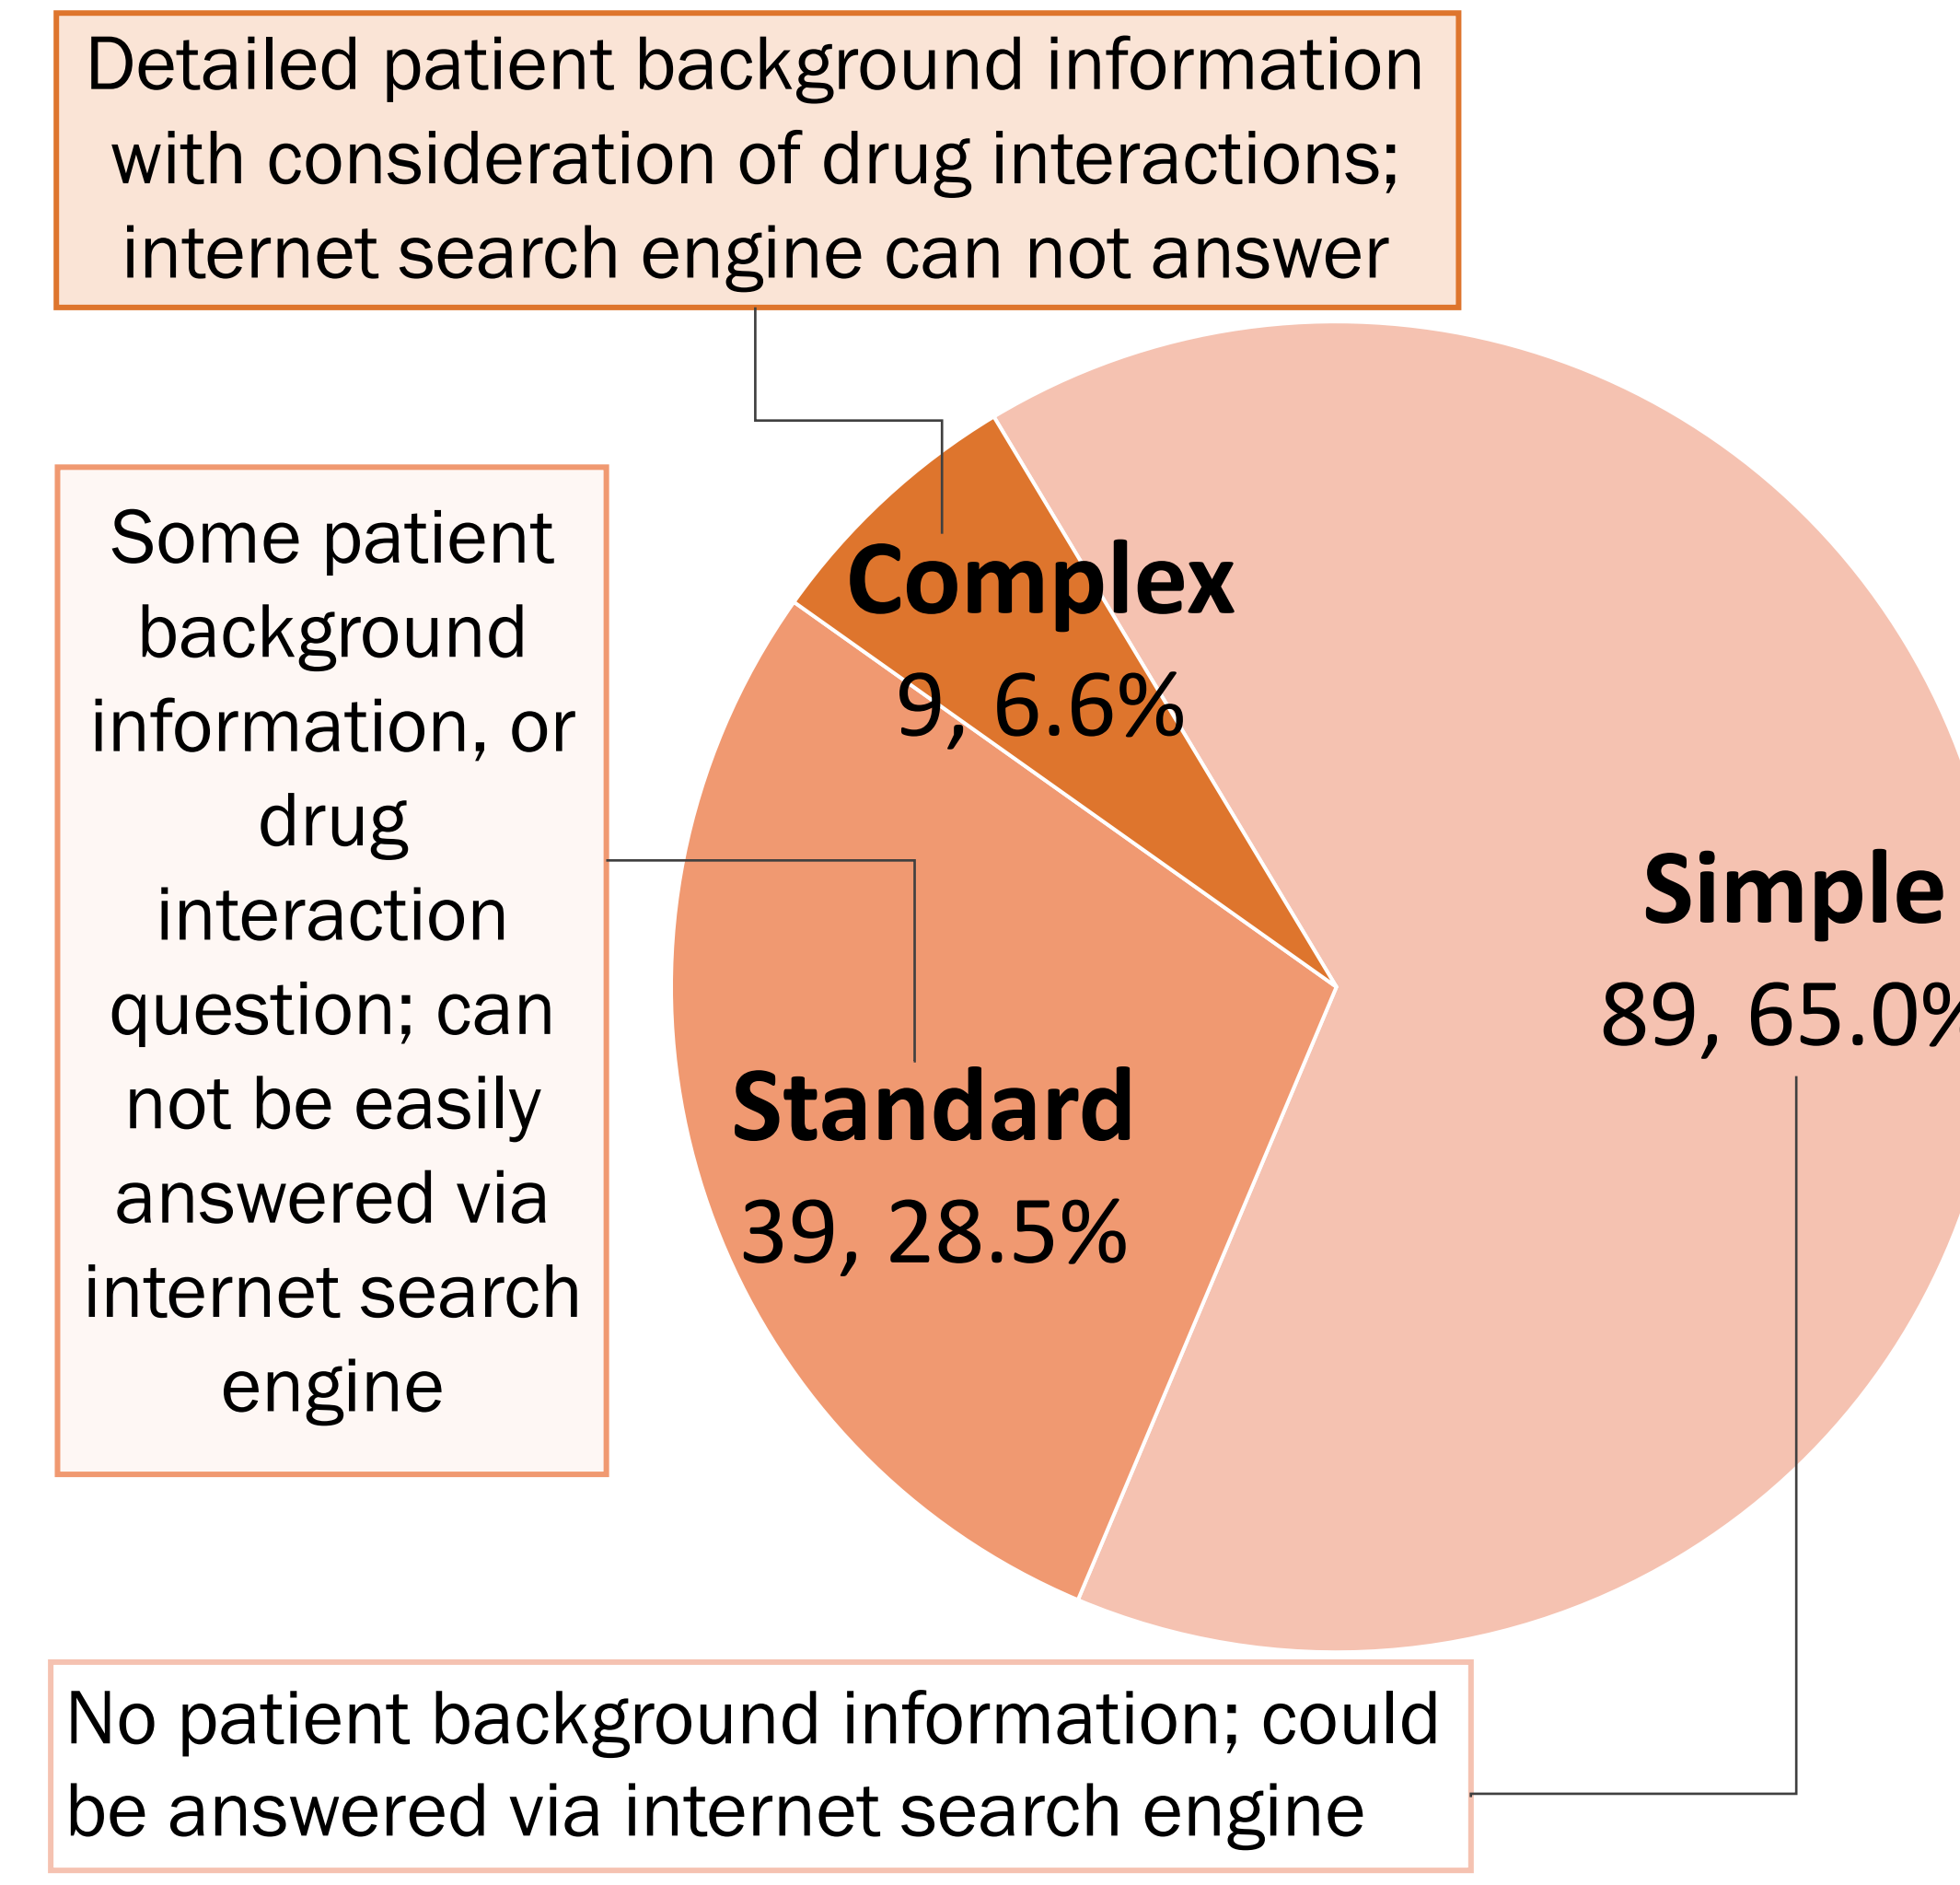 Detailed patient background information
with consideration of drug interactions;
internet search engine can not answer
Complex
9, 6.6%
Some patient
background
information, or
drug
interaction
question; can
not be easily
answered via
internet search
engine
Simple
89, 65.0%
Standard
39, 28.5%
No patient background information; could
be answered via internet search engine